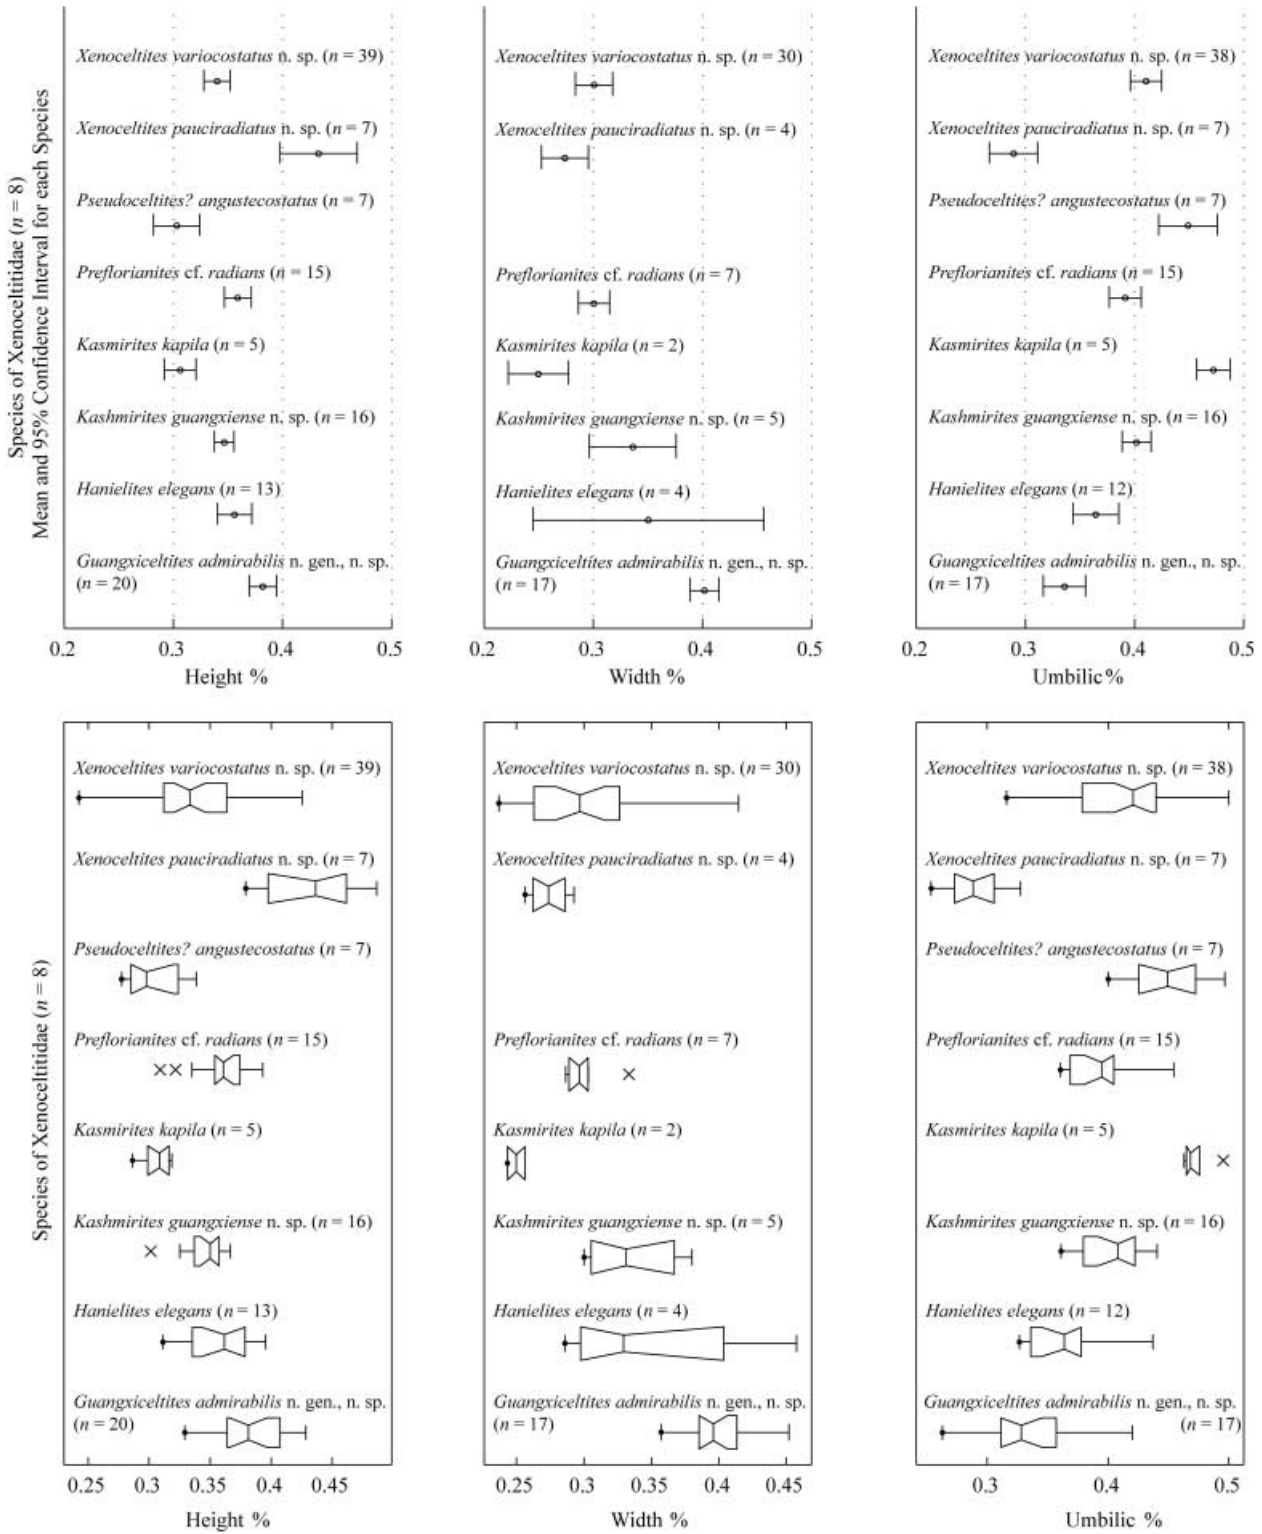 Species of Xenoceltitidae (n = 8)
Mean and 95% Confidence Interval for each Species
Xenoceltites variocostatus n. sp. (n = 39)
Xenoceltites pauciradiatus n. sp. (n = 7)
Pseudoceltites? angustecostatus (n = 7)
Preflorianites cf. radians (n = 15)
Kasmirites kapila (n = 5)
Kashmirites guangxiense n. sp. (n = 16)
Hanielites elegans (n = 13)
Guangxiceltites admirabilis n. gen., n. sp.
(n = 20)
0.2 0.3 0.4 0.5
Height %
Xenoceltites variocostatus n. sp. (n = 30)
Xenoceltites pauciradiatus n. sp. (n = 4)
Preflorianites cf. radians (n = 7)
Kasmirites kapila (n = 2)
Kashmirites guangxiense n. sp. (n = 5)
Hanielites elegans (n = 4)
Guangxiceltites admirabilis n. gen., n. sp.
(n = 17)
0.2 0.3 0.4 0.5
Width %
Xenoceltites variocostatus n. sp. (n = 38)
Xenoceltites pauciradiatus n. sp. (n = 7)
Pseudoceltites? angustecostatus (n = 7)
Preflorianites cf. radians (n = 15)
Kasmirites kapila (n = 5)
Kashmirites guangxiense n. sp. (n = 16)
Hanielites elegans (n = 12)
Guangxiceltites admirabilis n. gen., n. sp.
(n = 17)
0.2 0.3 0.4 0.5
Umbilic %
Species of Xenoceltitidae (n = 8)
Xenoceltites variocostatus n. sp. (n = 39)
Xenoceltites pauciradiatus n. sp. (n = 7)
Pseudoceltites? angustecostatus (n = 7)
Preflorianites cf. radians (n = 15)
Kasmirites kapila (n = 5)
Kashmirites guangxiense n. sp. (n = 16)
Hanielites elegans (n = 13)
Guangxiceltites admirabilis n. gen., n. sp.
(n = 20)
0.25 0.3 0.35 0.4 0.45
Height %
Xenoceltites variocostatus n. sp. (n = 30)
Xenoceltites pauciradiatus n. sp. (n = 4)
Preflorianites cf. radians (n = 7)
Kasmirites kapila (n = 2)
Kashmirites guangxiense n. sp. (n = 5)
Hanielites elegans (n = 4)
Guangxiceltites admirabilis n. gen., n. sp.
(n = 17)
0.25 0.3 0.35 0.4 0.45
Width %
Xenoceltites variocostatus n. sp. (n = 38)
Xenoceltites pauciradiatus n. sp. (n = 7)
Pseudoceltites? angustecostatus (n = 7)
Preflorianites cf. radians (n = 15)
Kasmirites kapila (n = 5)
Kashmirites guangxiense n. sp. (n = 16)
Hanielites elegans (n = 12)
Guangxiceltites admirabilis n. gen., n. sp.
(n = 17)
0.3 0.4 0.5
Umbilic %